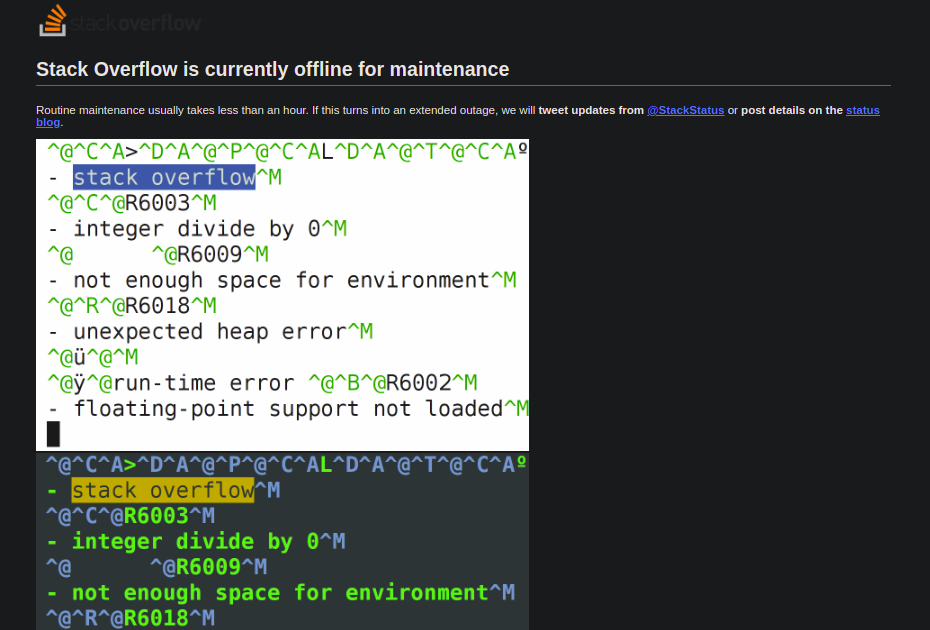 stackoverflow
Stack Overflow is currently offline for maintenance
Routine maintenance usually takes less than an hour. If this turns into an extended outage, we will tweet updates from @StackStatus or post details on the status
blog.
^@^C^A>^D^A^@^P^@^C^AL^D^A^@^T^@^C^Aº
- stack overflow^M
^@^C^@R6003^M
- integer divide by 0^M
^@      ^@R6009^M
- not enough space for environment^M
^@^R^@R6018^M
- unexpected heap error^M
^@ü^@^M
^@ÿ^@run-time error ^@^B^@R6002^M
- floating-point support not loaded^M
^@^C^A>^D^A^@^P^@^C^AL^D^A^@^T^@^C^Aº
- stack overflow^M
^@^C^@R6003^M
- integer divide by 0^M
^@      ^@R6009^M
- not enough space for environment^M
^@^R^@R6018^M